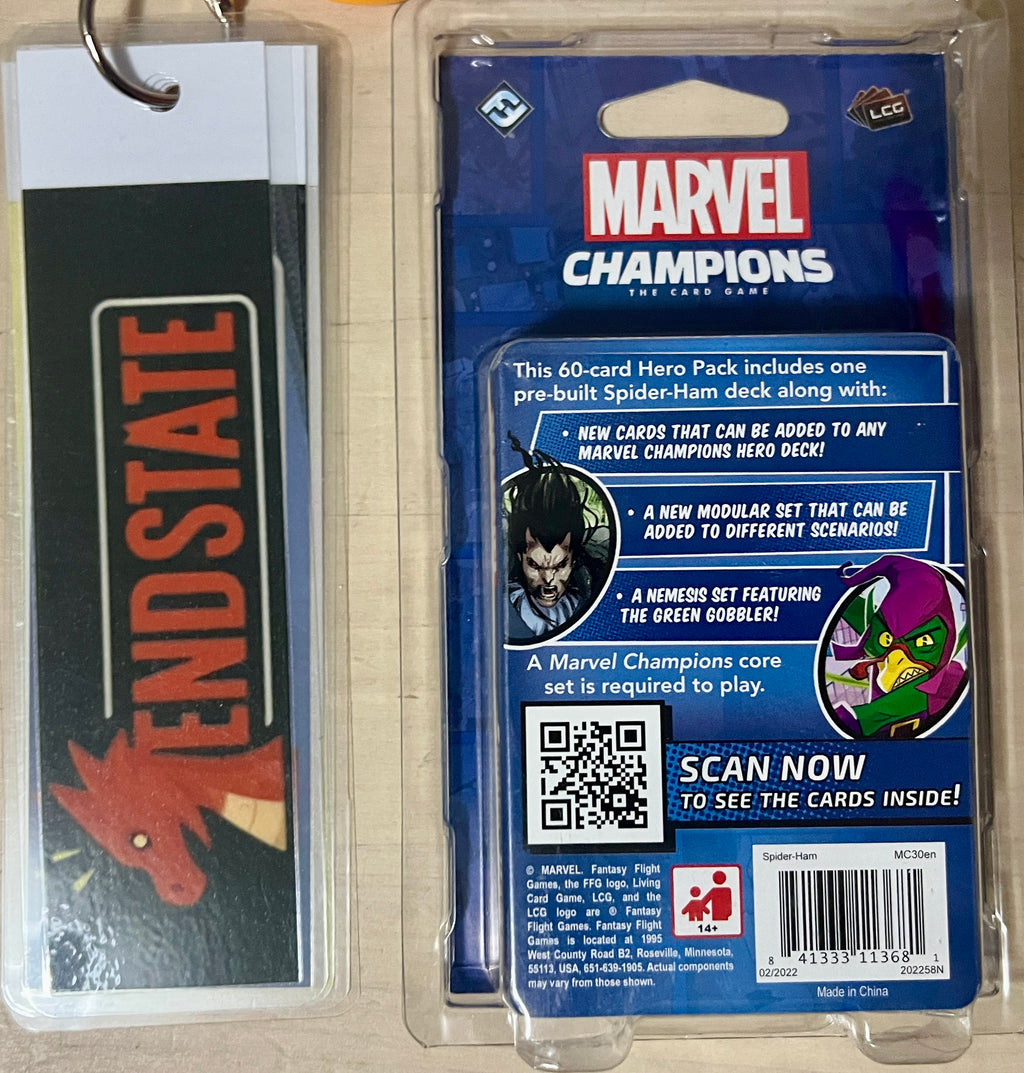 ENDSTATE
LCG
MARVEL
CHAMPIONS
THE CARD GAME
This 60-card Hero Pack includes one
pre-built Spider-Ham deck along with:
• NEW CARDS THAT CAN BE ADDED TO ANY
MARVEL CHAMPIONS HERO DECK!
• A NEW MODULAR SET THAT CAN BE
ADDED TO DIFFERENT SCENARIOS!
• A NEMESIS SET FEATURING
THE GREEN GOBBLER!
A Marvel Champions core
set is required to play.
SCAN NOW
TO SEE THE CARDS INSIDE!
© MARVEL. Fantasy Flight
Games, the FFG logo, Living
Card Game, LCG, and the
LCG logo are ® Fantasy
Flight Games. Fantasy Flight
Games is located at 1995
West County Road B2, Roseville, Minnesota,
55113, USA, 651-639-1905. Actual components
may vary from those shown.
14+
Spider-Ham MC30en
8 41333 11368 1
02/2022 202258N
Made in China